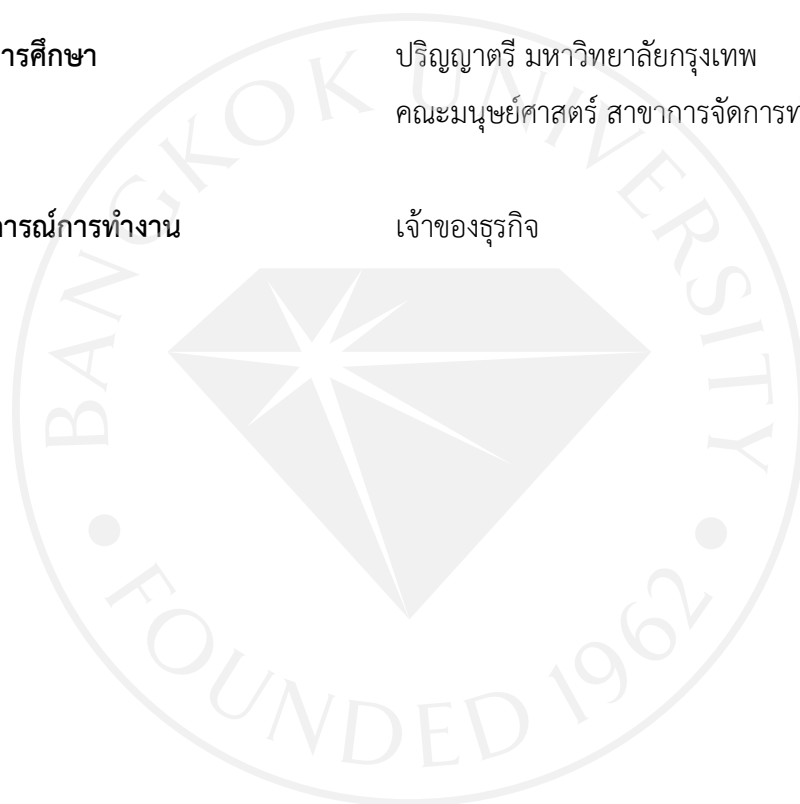 ารศึกษา ปริญญาตรี มหาวิทยาลัยกรุงเทพ
คณะมนุษย์ศาสตร์ สาขาการจัดการท
ารณ์การทำงาน เจ้าของธุรกิจ
BANGKOK UNIVERSITY
FOUNDED 1962